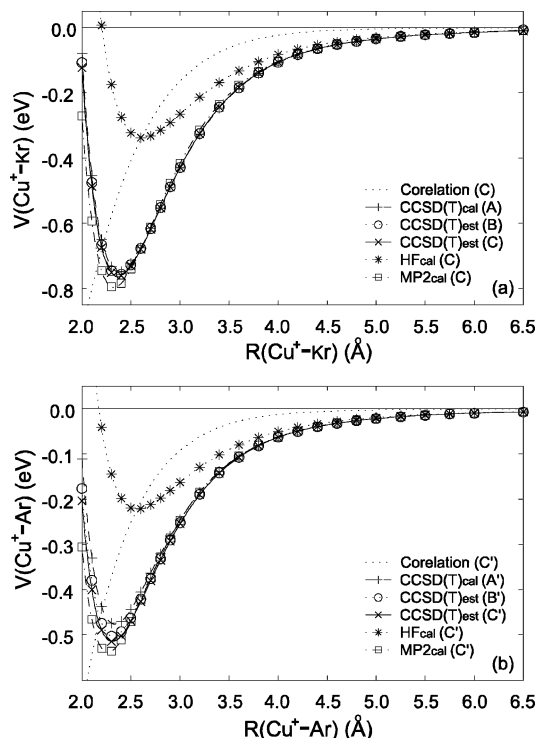 0.0
-0.2
-0.4
-0.6
-0.8
V(Cu⁺−Kr) (eV)
Corelation (C)
CCSD(T)cal (A)
CCSD(T)est (B)
CCSD(T)est (C)
HFcal (C)
MP2cal (C)
(a)
2.0 2.5 3.0 3.5 4.0 4.5 5.0 5.5 6.0 6.5
R(Cu⁺−Kr) (Å)
0.0
-0.1
-0.2
-0.3
-0.4
-0.5
V(Cu⁺−Ar) (eV)
Corelation (C')
CCSD(T)cal (A')
CCSD(T)est (B')
CCSD(T)est (C')
HFcal (C')
MP2cal (C')
(b)
2.0 2.5 3.0 3.5 4.0 4.5 5.0 5.5 6.0 6.5
R(Cu⁺−Ar) (Å)